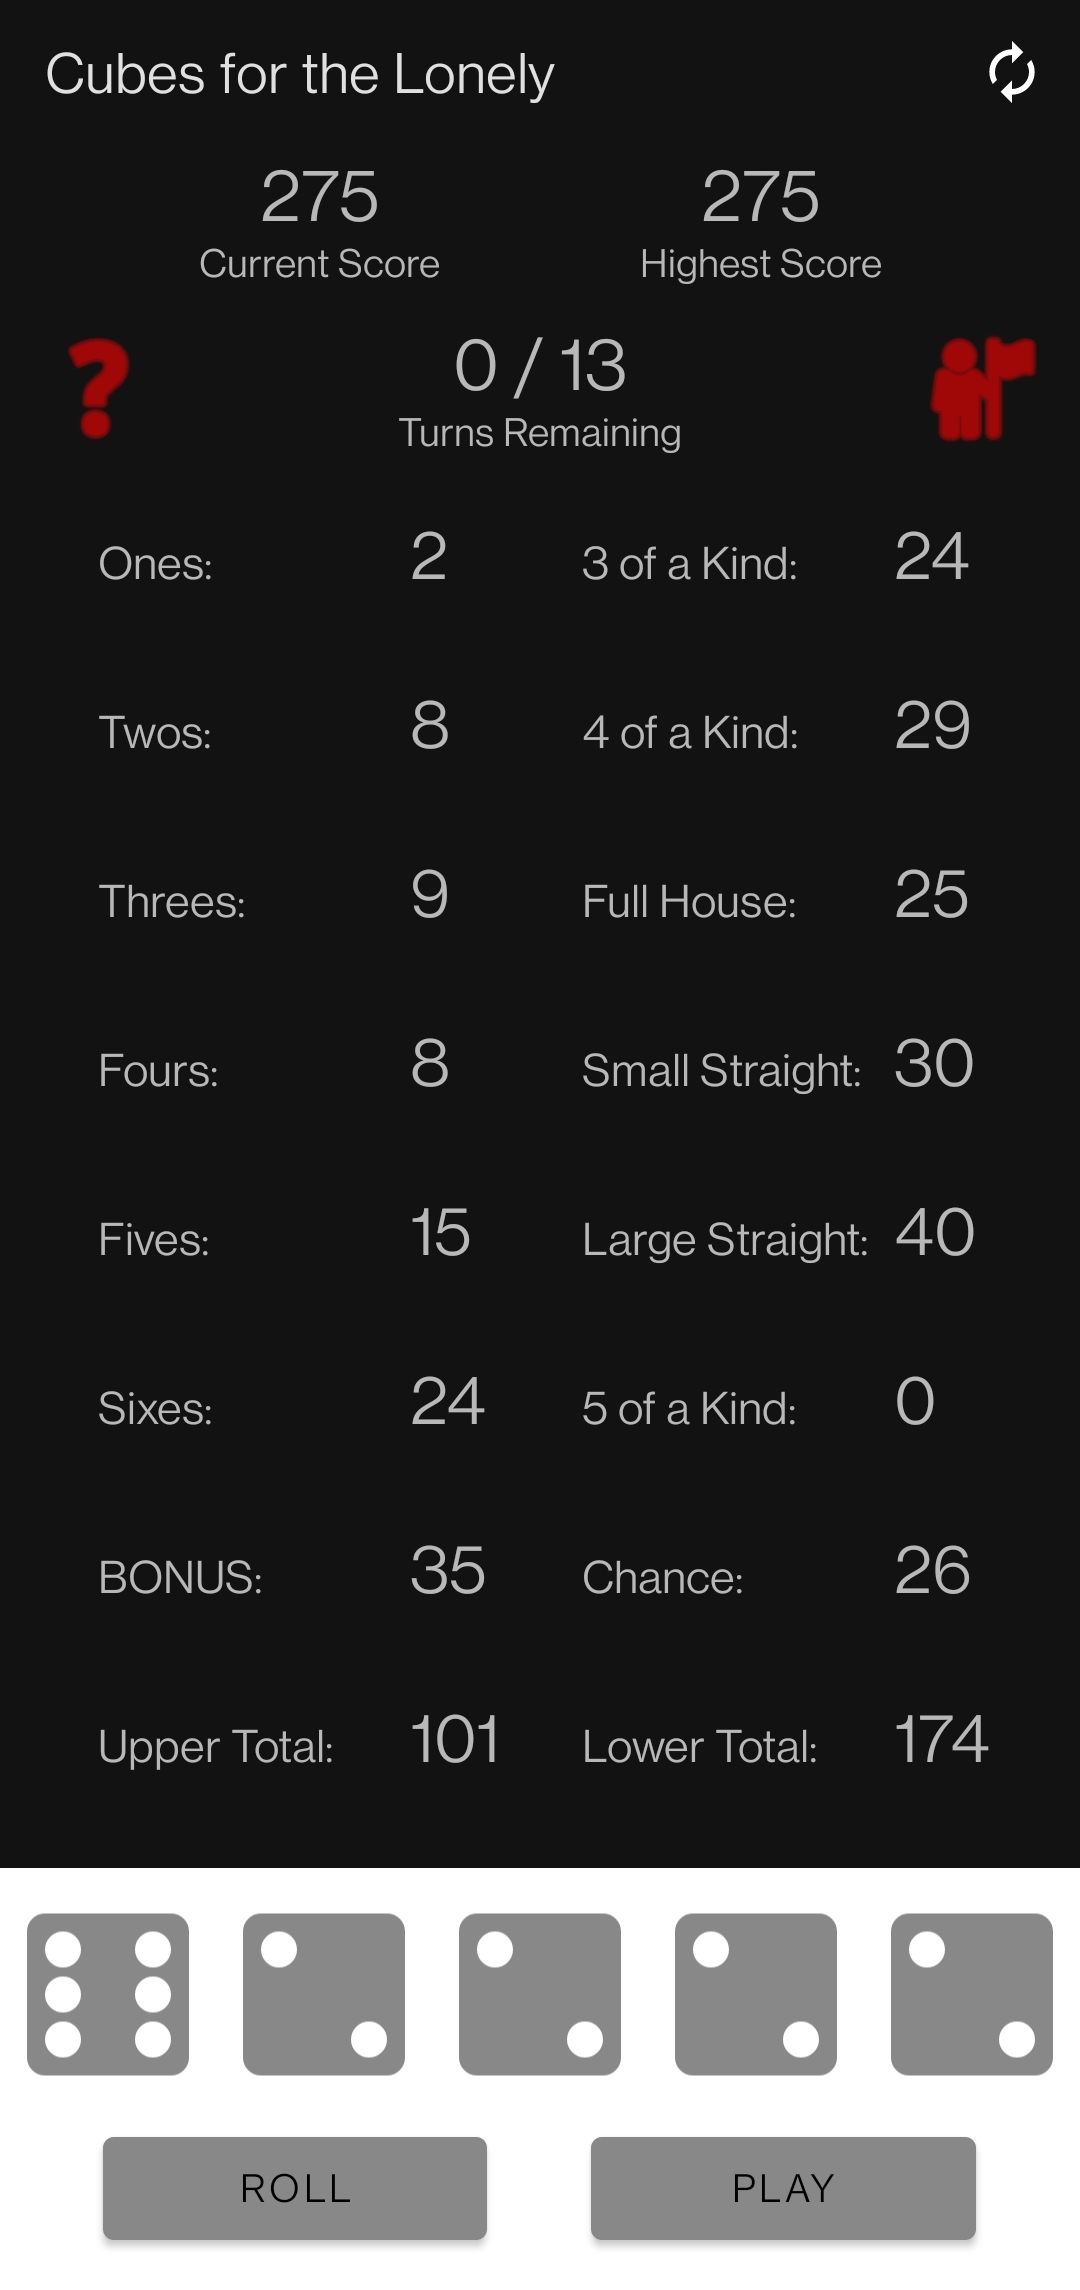 Cubes for the Lonely
275 275
Current Score Highest Score
0 / 13
Turns Remaining
Ones: 2 3 of a Kind: 24
Twos: 8 4 of a Kind: 29
Threes: 9 Full House: 25
Fours: 8 Small Straight: 30
Fives: 15 Large Straight: 40
Sixes: 24 5 of a Kind: 0
BONUS: 35 Chance: 26
Upper Total: 101 Lower Total: 174
ROLL PLAY